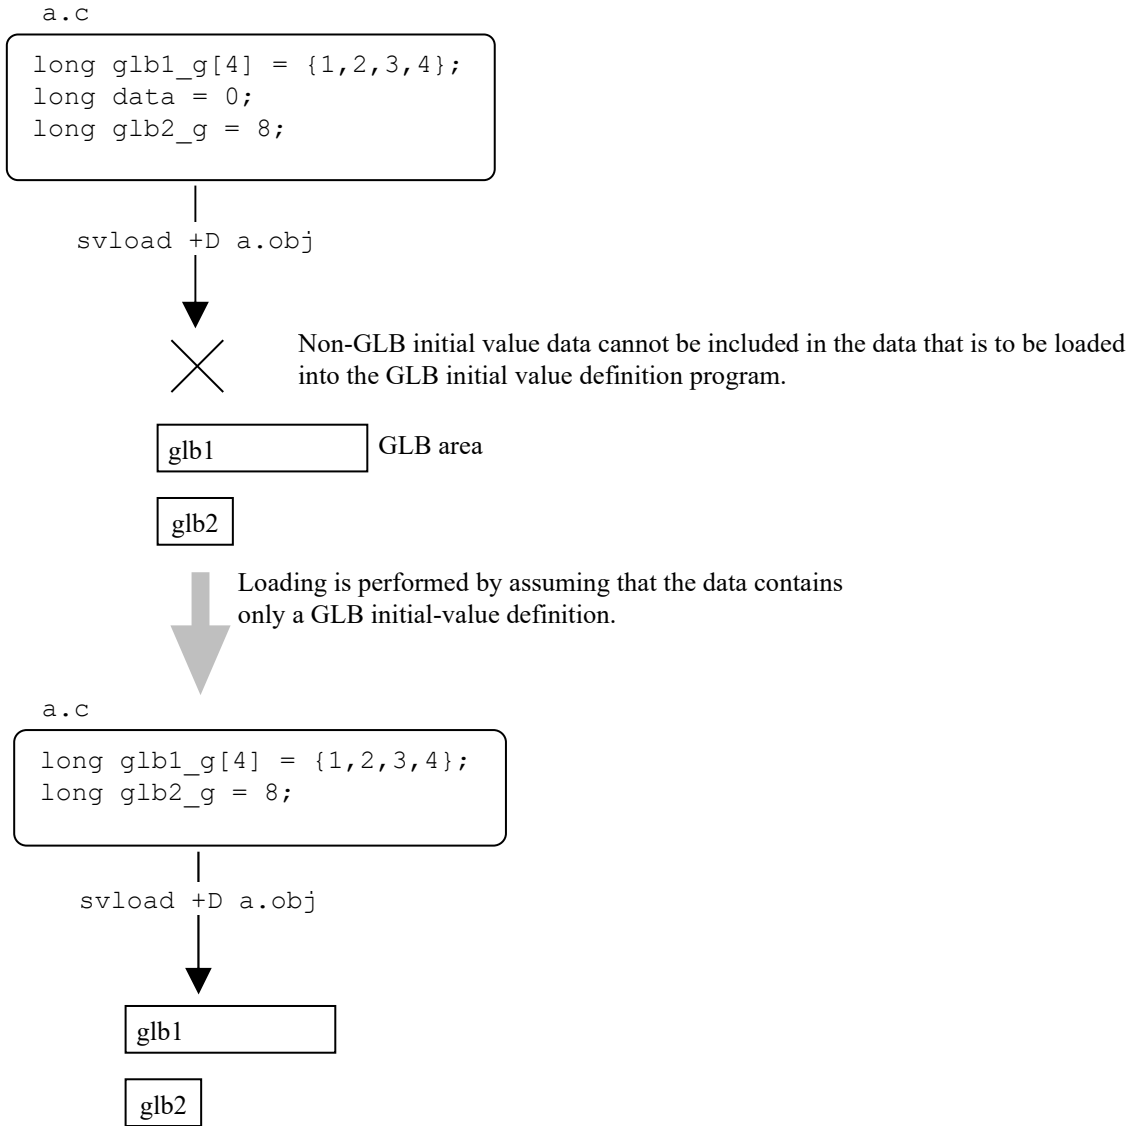 a.c
long glb1_g[4] = {1,2,3,4};
long data = 0;
long glb2_g = 8;
svload +D a.obj
Non-GLB initial value data cannot be included in the data that is to be loaded
into the GLB initial value definition program.
glb1
GLB area
glb2
Loading is performed by assuming that the data contains
only a GLB initial-value definition.
a.c
long glb1_g[4] = {1,2,3,4};
long glb2_g = 8;
svload +D a.obj
glb1
glb2